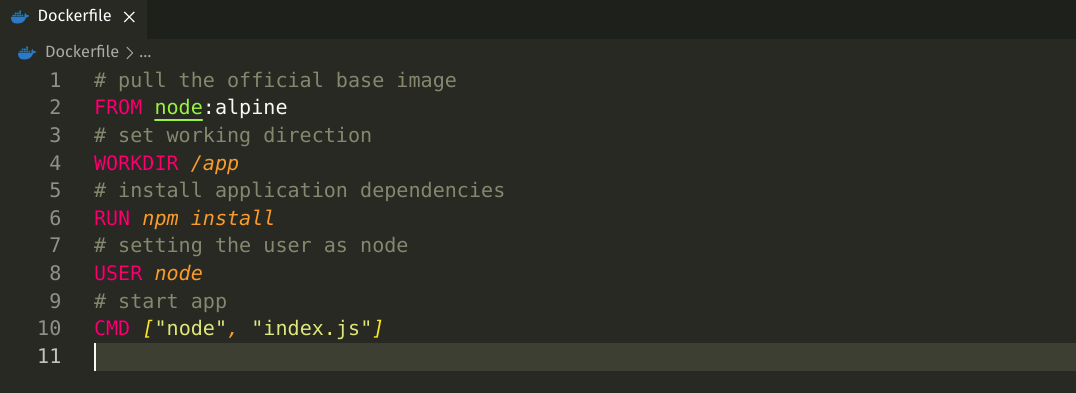 Dockerfile ×
Dockerfile > ...
1 # pull the official base image
2 FROM node:alpine
3 # set working direction
4 WORKDIR /app
5 # install application dependencies
6 RUN npm install
7 # setting the user as node
8 USER node
9 # start app
10 CMD ["node", "index.js"]
11